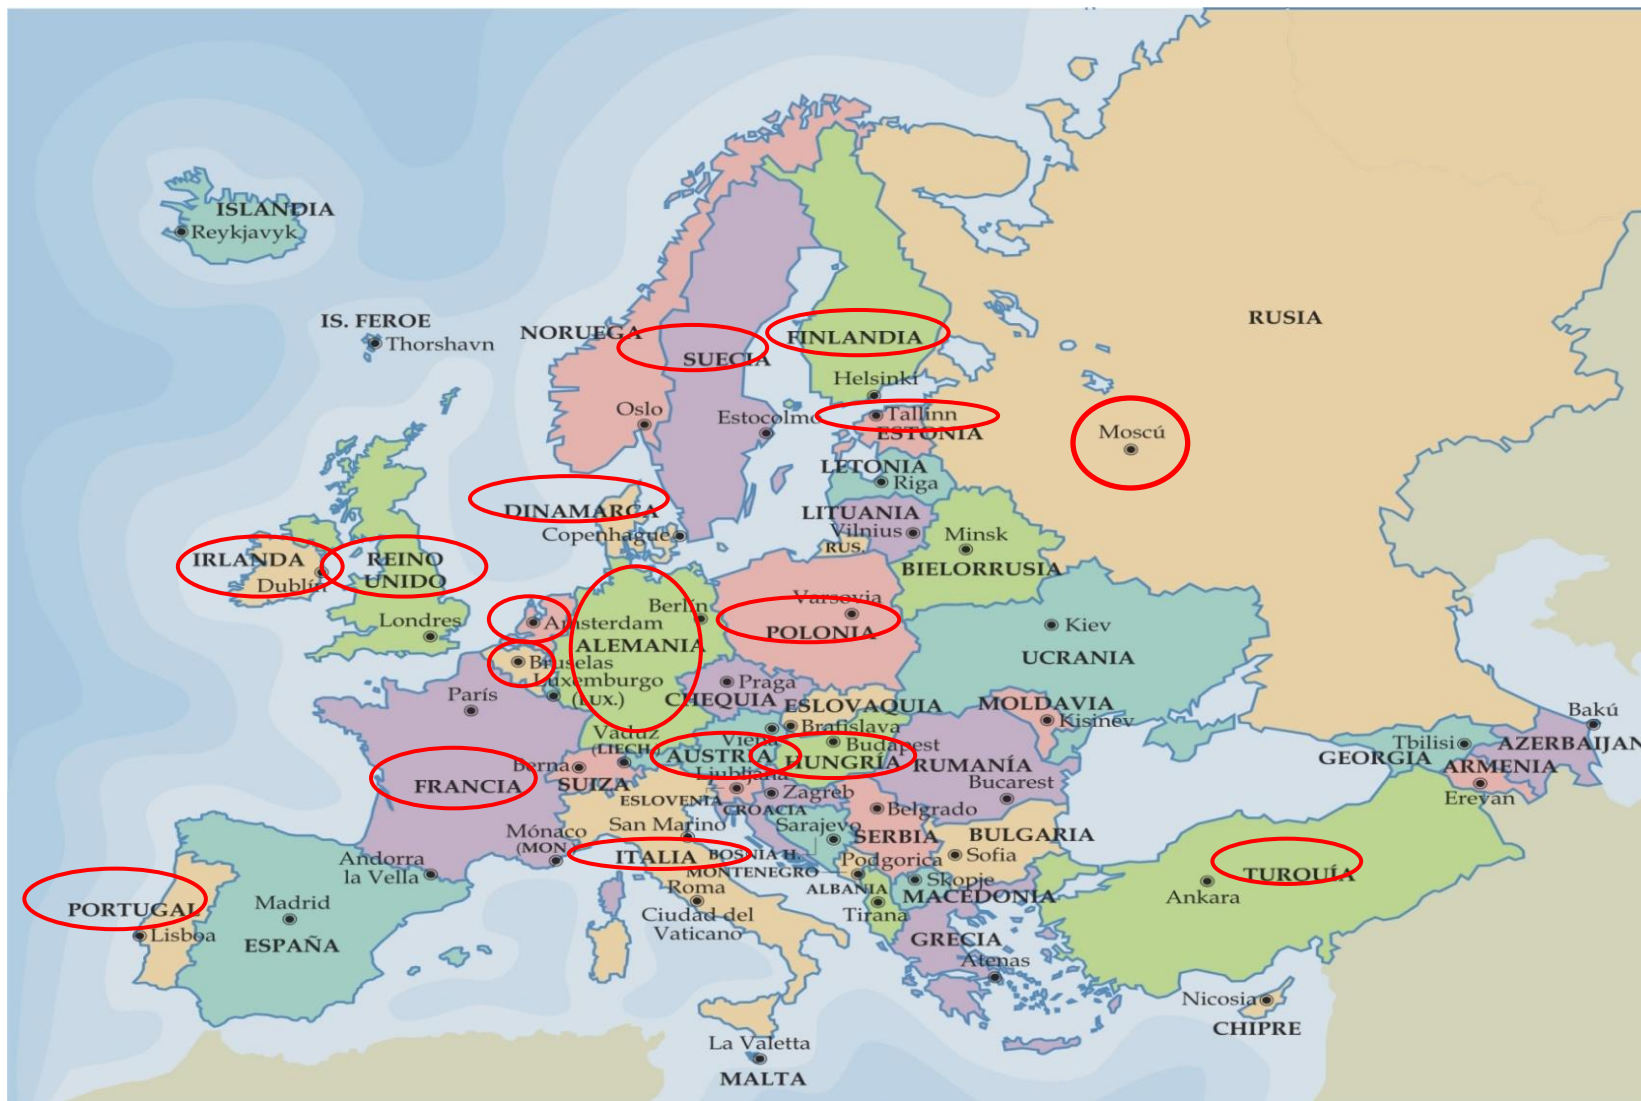 ISLANDIA
Reykjavyk
IS. FEROE
Thorshavn
NORUEGA
SUECIA
FINLANDIA
RUSIA
Helsinki
Oslo
Estocolmo
Tallinn
ESTONIA
Moscú
LETONIA
Riga
DINAMARCA
Copenhague
LITUANIA
Vilnius
RUS.
Minsk
BIELORRUSIA
IRLANDA
Dublín
REINO
UNIDO
Londres
Amsterdam
Berlín
ALEMANIA
Varsovia
POLONIA
Kiev
UCRANIA
Bruselas
Luxemburgo
(LUX.)
París
Praga
CHEQUIA
ESLOVAQUIA
Bratislava
MOLDAVIA
Kisinev
Vaduz
(LIECH.)
Viena
AUSTRIA
Budapest
HUNGRÍA
RUMANÍA
Bucarest
Bakú
Tbilisi
GEORGIA
AZERBAIJAN
ARMENIA
Erevan
FRANCIA
Berna
SUIZA
Liubliana
ESLOVENIA
Zagreb
CROACIA
Belgrado
SERBIA
San Marino
Sarajevo
BOSNIA H.
BULGARIA
Sofia
Mónaco
(MON.)
ITALIA
MONTENEGRO
Podgorica
Skopje
MACEDONIA
ALBANIA
Tirana
Andorra
la Vella
Roma
Ciudad del
Vaticano
TURQUÍA
Ankara
PORTUGAL
Lisboa
Madrid
ESPAÑA
GRECIA
Atenas
Nicosia
CHIPRE
La Valetta
MALTA